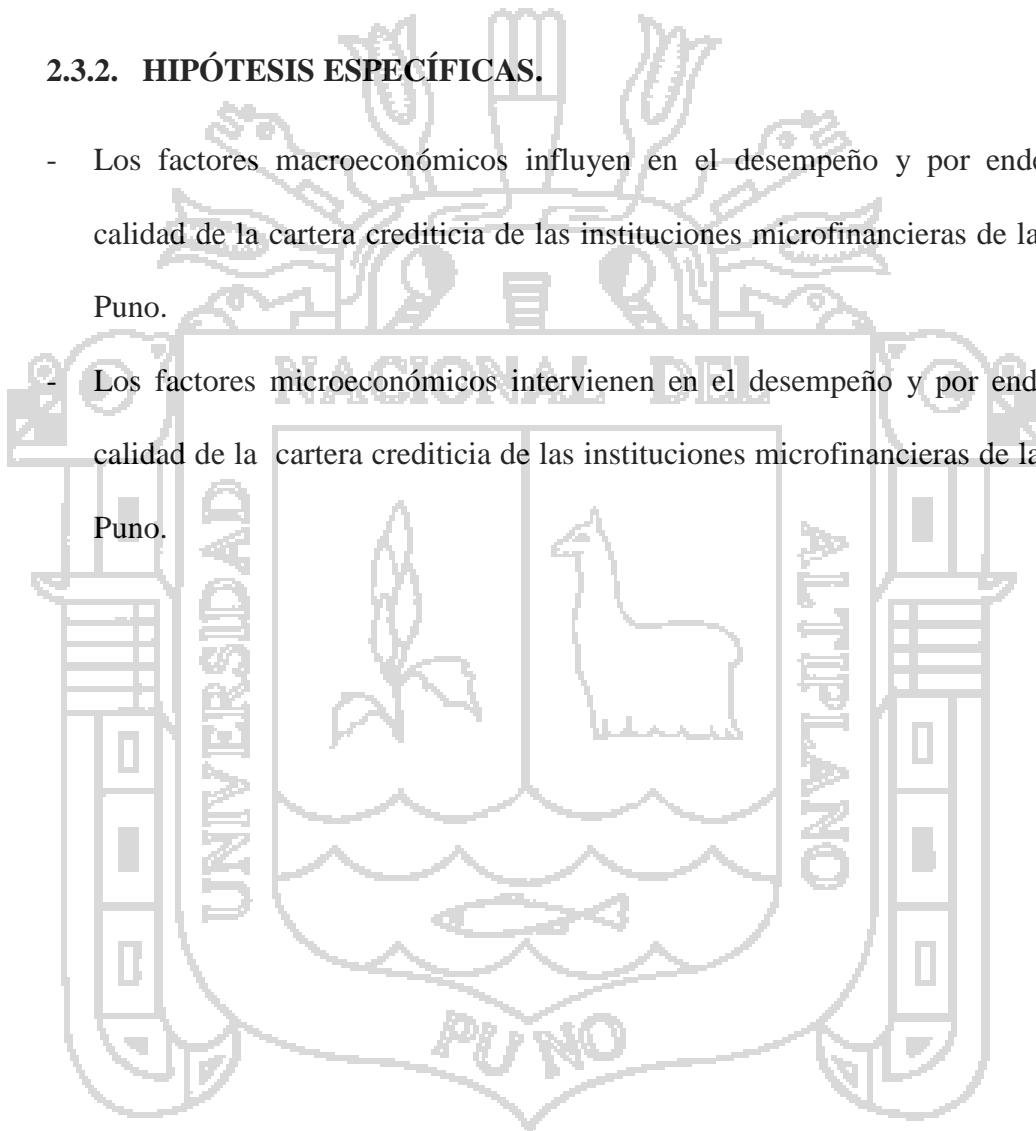 2.3.2. HIPÓTESIS ESPECÍFICAS.
- Los factores macroeconómicos influyen en el desempeño y por ende
calidad de la cartera crediticia de las instituciones microfinancieras de la
Puno.
- Los factores microeconómicos intervienen en el desempeño y por end
calidad de la cartera crediticia de las instituciones microfinancieras de la
Puno.
NACIONAL DEL
UNIVERSIDAD
ALTIPLANO
PUNO